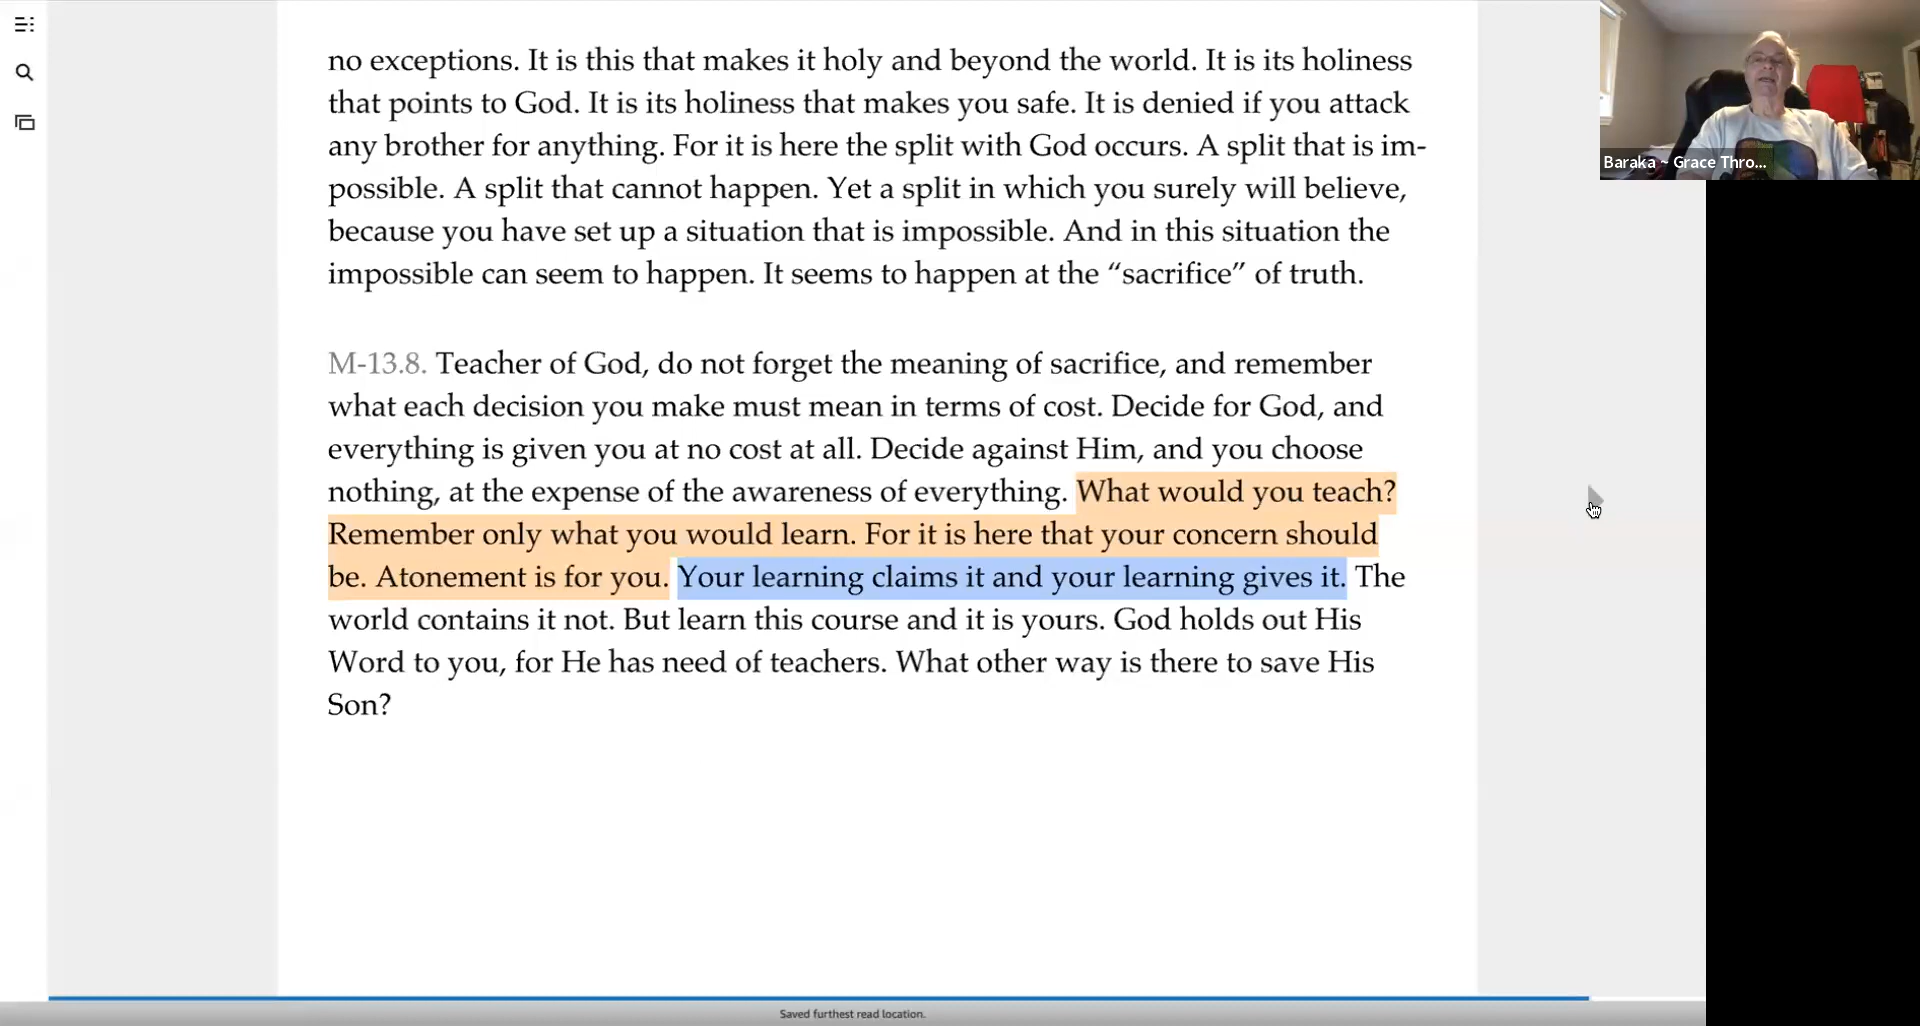 no exceptions. It is this that makes it holy and beyond the world. It is its holiness
that points to God. It is its holiness that makes you safe. It is denied if you attack
any brother for anything. For it is here the split with God occurs. A split that is im-
possible. A split that cannot happen. Yet a split in which you surely will believe,
because you have set up a situation that is impossible. And in this situation the
impossible can seem to happen. It seems to happen at the “sacrifice” of truth.
M-13.8. Teacher of God, do not forget the meaning of sacrifice, and remember
what each decision you make must mean in terms of cost. Decide for God, and
everything is given you at no cost at all. Decide against Him, and you choose
nothing, at the expense of the awareness of everything. What would you teach?
Remember only what you would learn. For it is here that your concern should
be. Atonement is for you. Your learning claims it and your learning gives it. The
world contains it not. But learn this course and it is yours. God holds out His
Word to you, for He has need of teachers. What other way is there to save His
Son?
Baraka ~ Grace Thro...
Saved furthest read location.